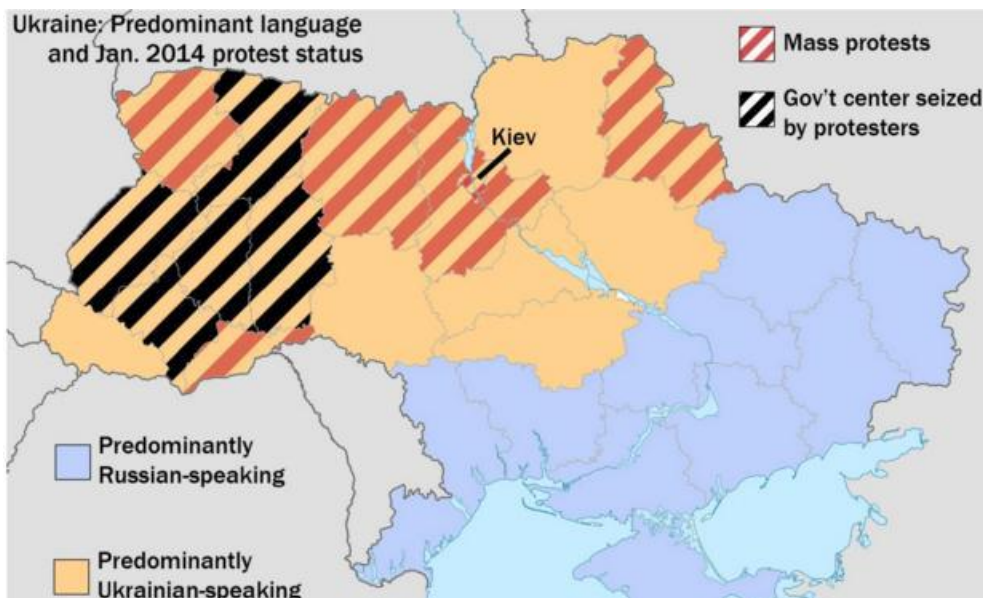 Ukraine: Predominant language
and Jan. 2014 protest status
Mass protests
Gov't center seized
by protesters
Kiev
Predominantly
Russian-speaking
Predominantly
Ukrainian-speaking